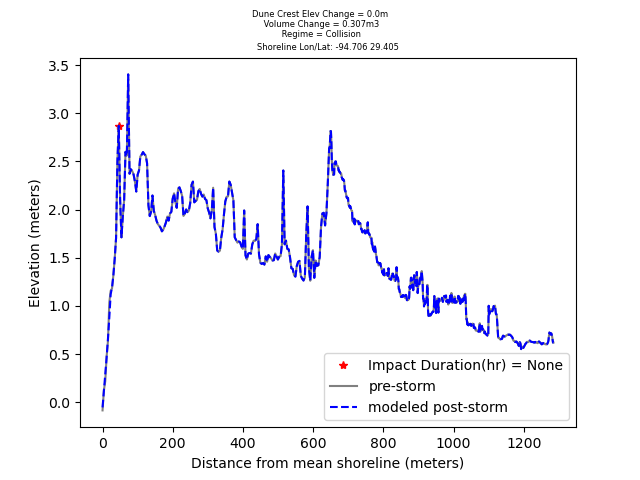 Dune Crest Elev Change = 0.0m
Volume Change = 0.307m3
Regime = Collision
Shoreline Lon/Lat: -94.706 29.405
3.5
3.0
2.5
2.0
1.5
1.0
0.5
0.0
Elevation (meters)
Impact Duration(hr) = None
pre-storm
modeled post-storm
0 200 400 600 800 1000 1200
Distance from mean shoreline (meters)